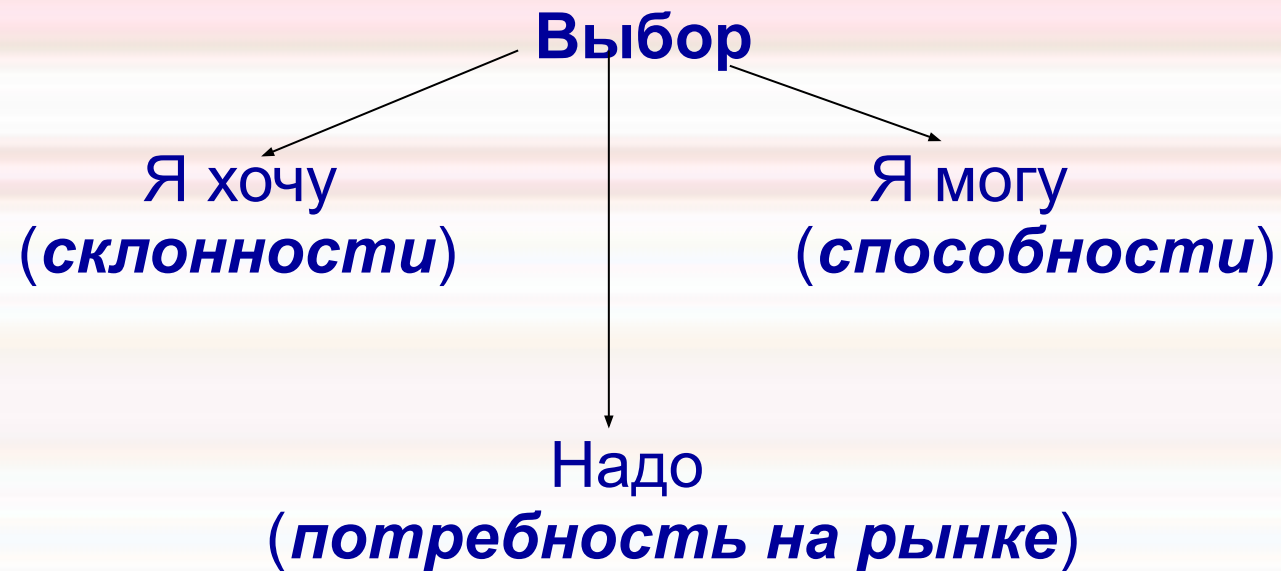 Выбор
Я хочу
(склонности)
Я могу
(способности)
Надо
(потребность на рынке)